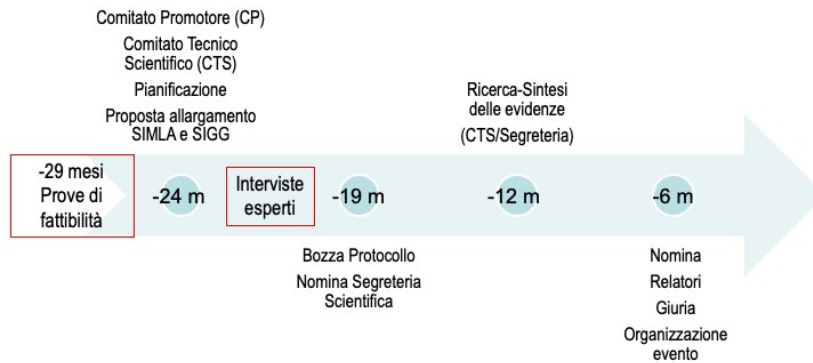 Comitato Promotore (CP)
Comitato Tecnico
Scientifico (CTS)
Pianificazione
Proposta allargamento
SIMLA e SIGG
Ricerca-Sintesi
delle evidenze
(CTS/Segreteria)
-29 mesi
Prove di
fattibilità
-24 m
Interviste
esperti
-19 m
-12 m
-6 m
Bozza Protocollo
Nomina Segreteria
Scientifica
Nomina
Relatori
Giuria
Organizzazione
evento